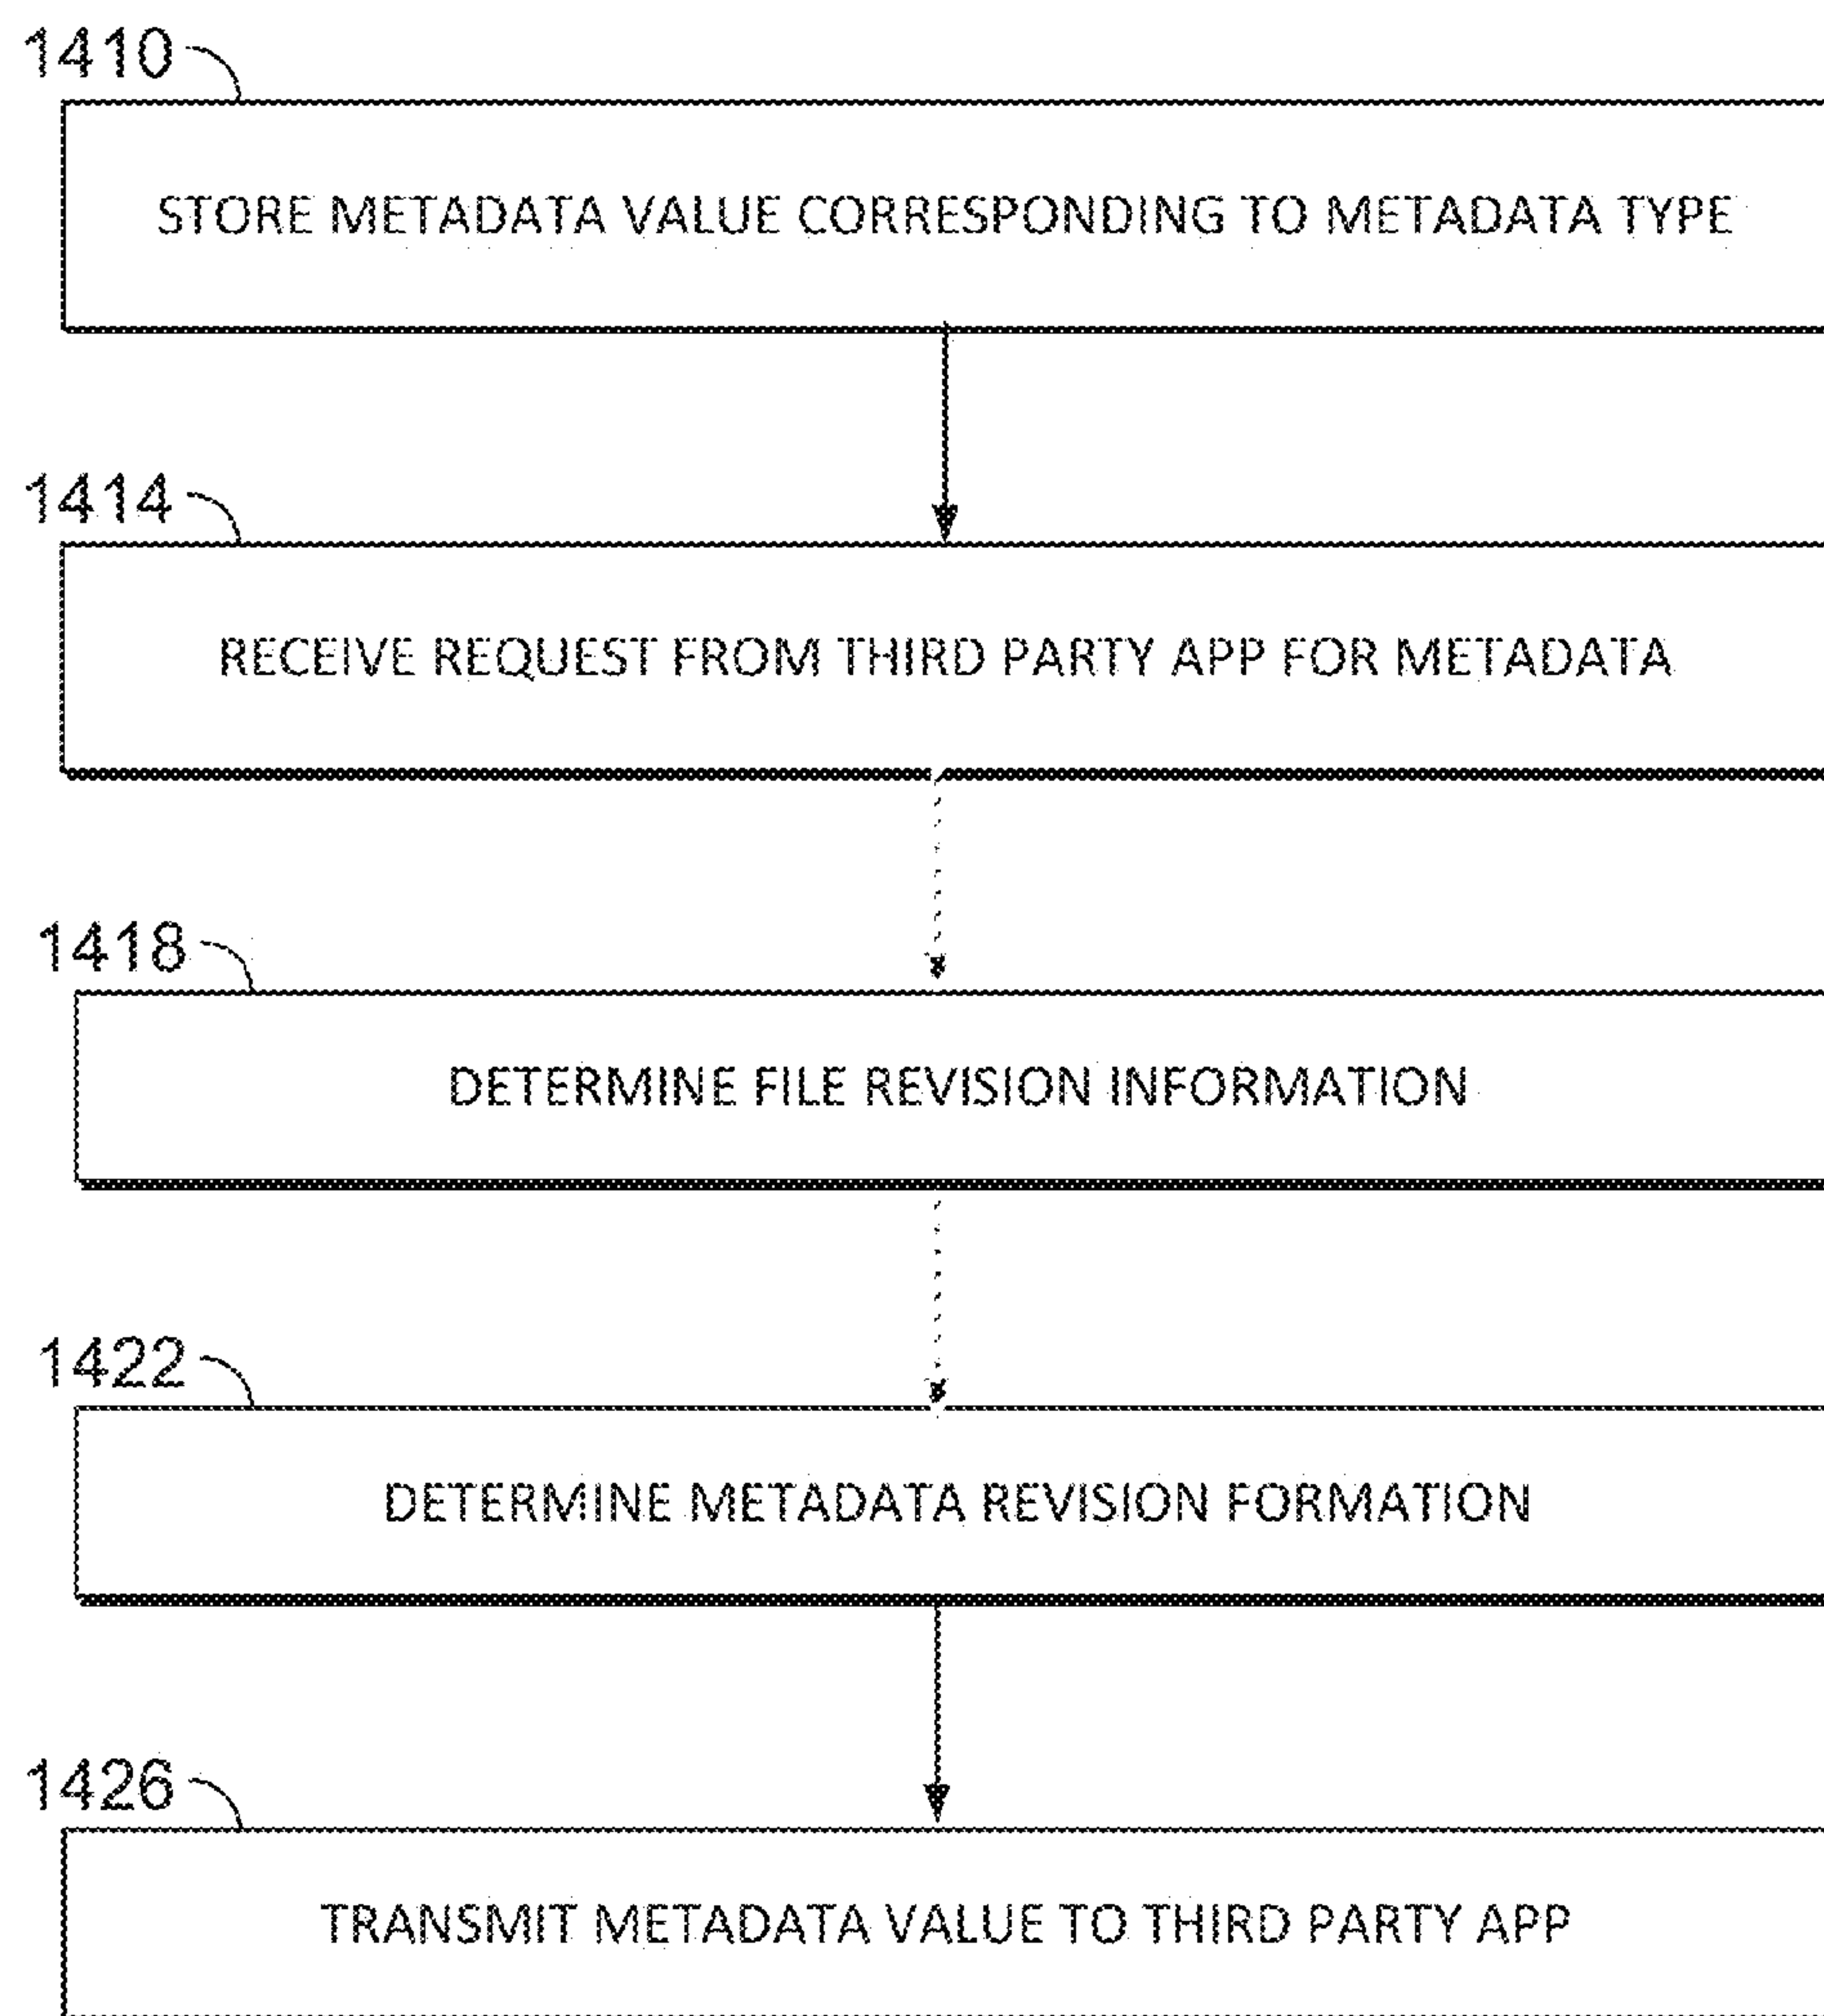 1410
STORE METADATA VALUE CORRESPONDING TO METADATA TYPE
1414
RECEIVE REQUEST FROM THIRD PARTY APP FOR METADATA
1418
DETERMINE FILE REVISION INFORMATION
1422
DETERMINE METADATA REVISION FORMATION
1426
TRANSMIT METADATA VALUE TO THIRD PARTY APP